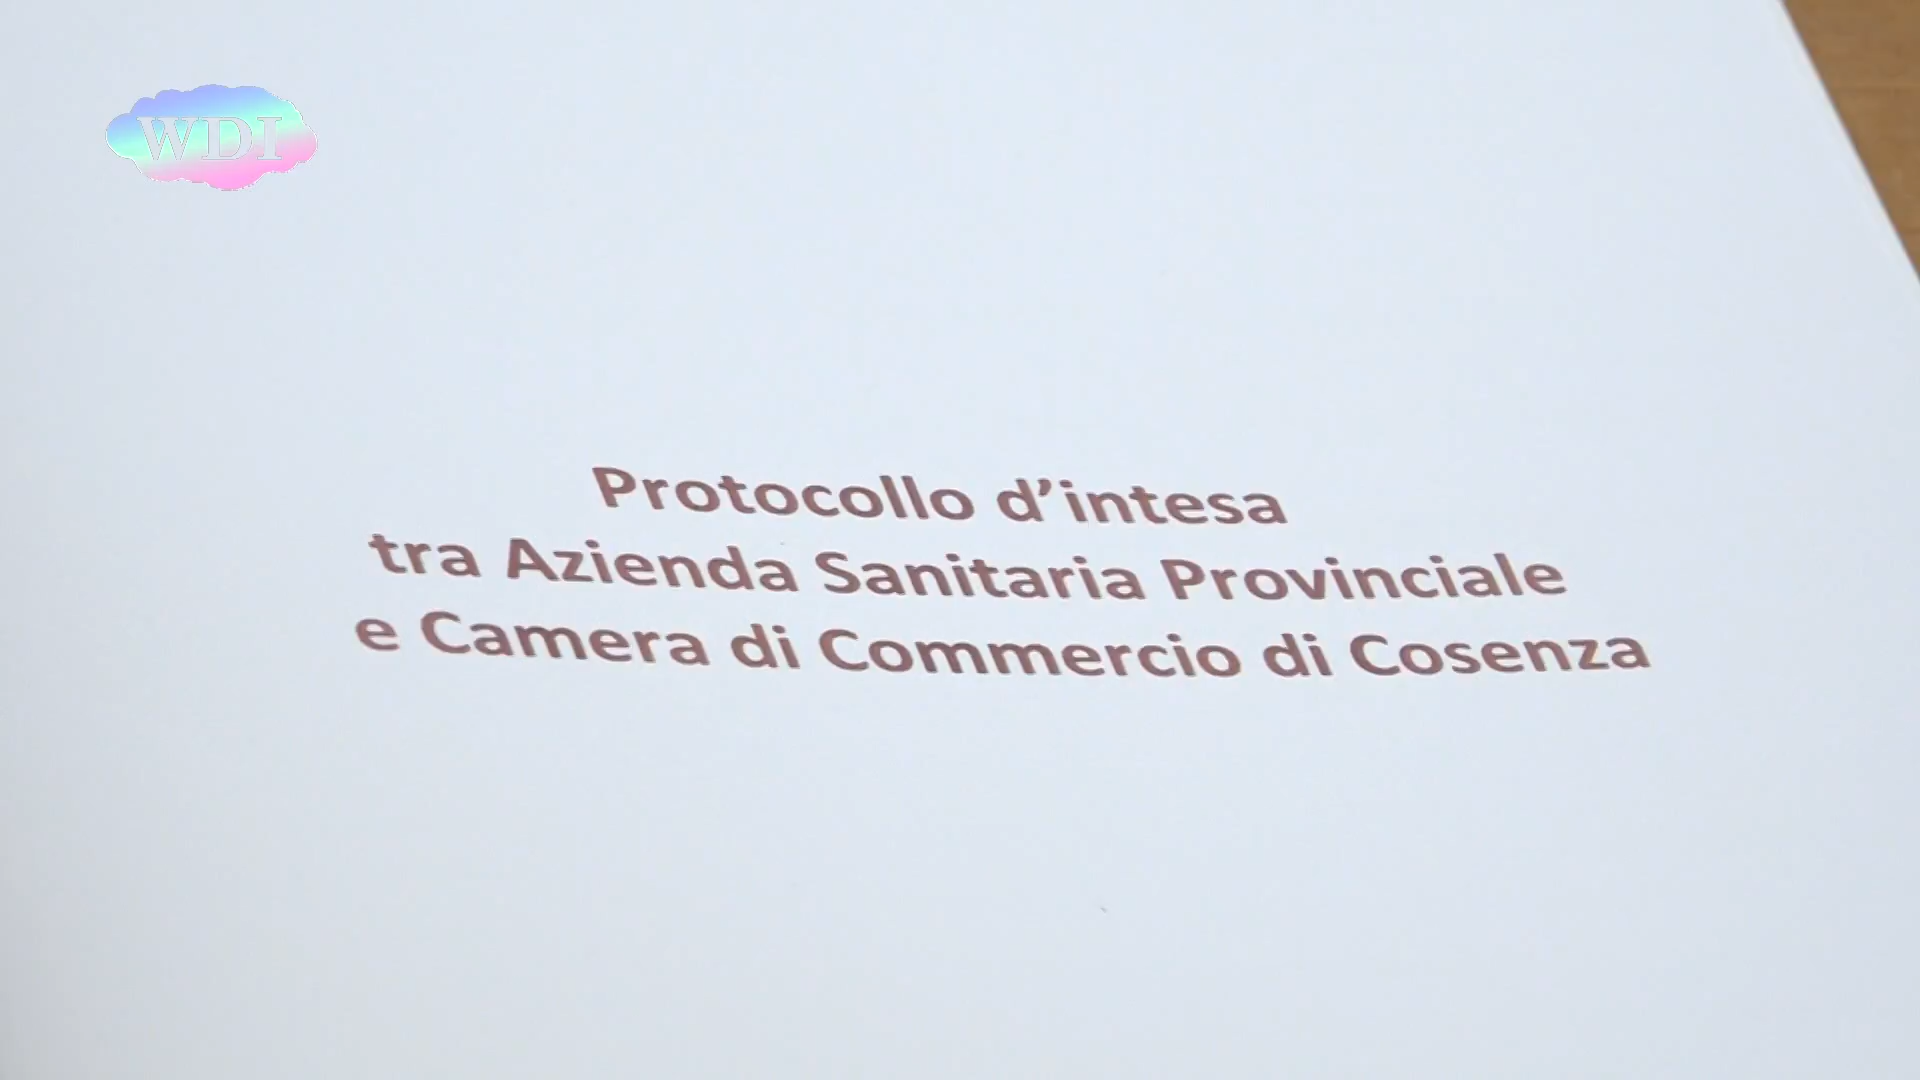 WDI
Protocollo d’intesa
tra Azienda Sanitaria Provinciale
e Camera di Commercio di Cosenza